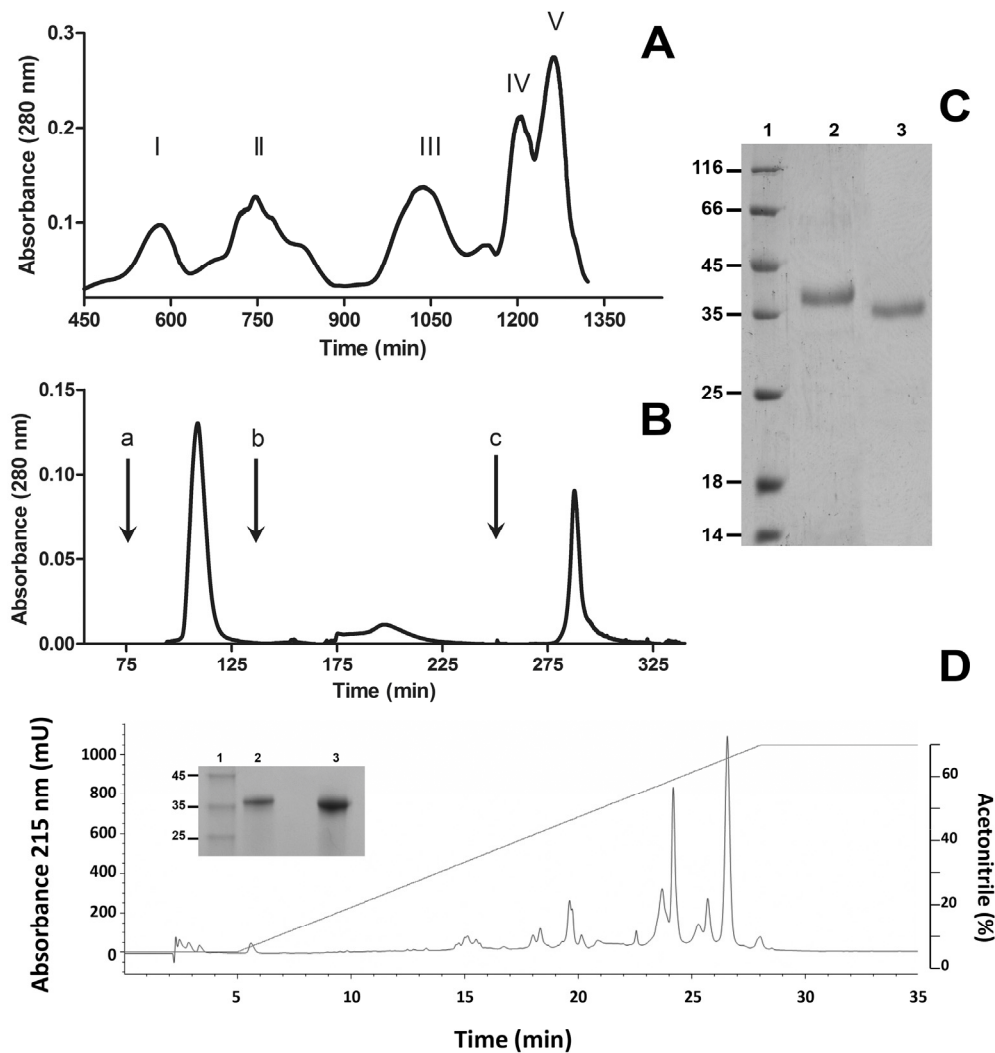 A
Absorbance (280 nm)
0.3
0.2
0.1
I
II
III
IV
V
450
600
750
900
1050
1200
1350
Time (min)
B
Absorbance (280 nm)
0.15
0.10
0.05
0.00
a
b
c
75
125
175
225
275
325
Time (min)
C
1 2 3
116
66
45
35
25
18
14
D
Absorbance 215 nm (mU)
1000
800
600
400
200
0
1 2 3
45
35
25
60
40
20
0
Acetonitrile (%)
5
10
15
20
25
30
35
Time (min)